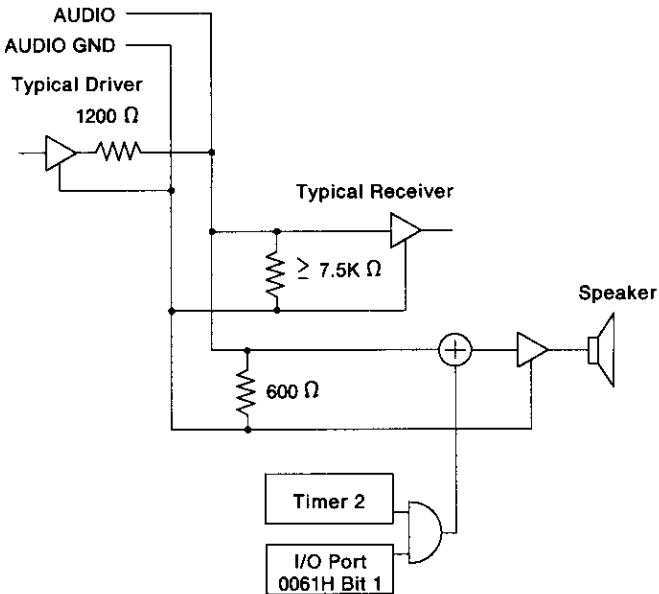 AUDIO
AUDIO GND
Typical Driver
1200 Ω
Typical Receiver
≥ 7.5K Ω
Speaker
600 Ω
Timer 2
I/O Port
0061H Bit 1